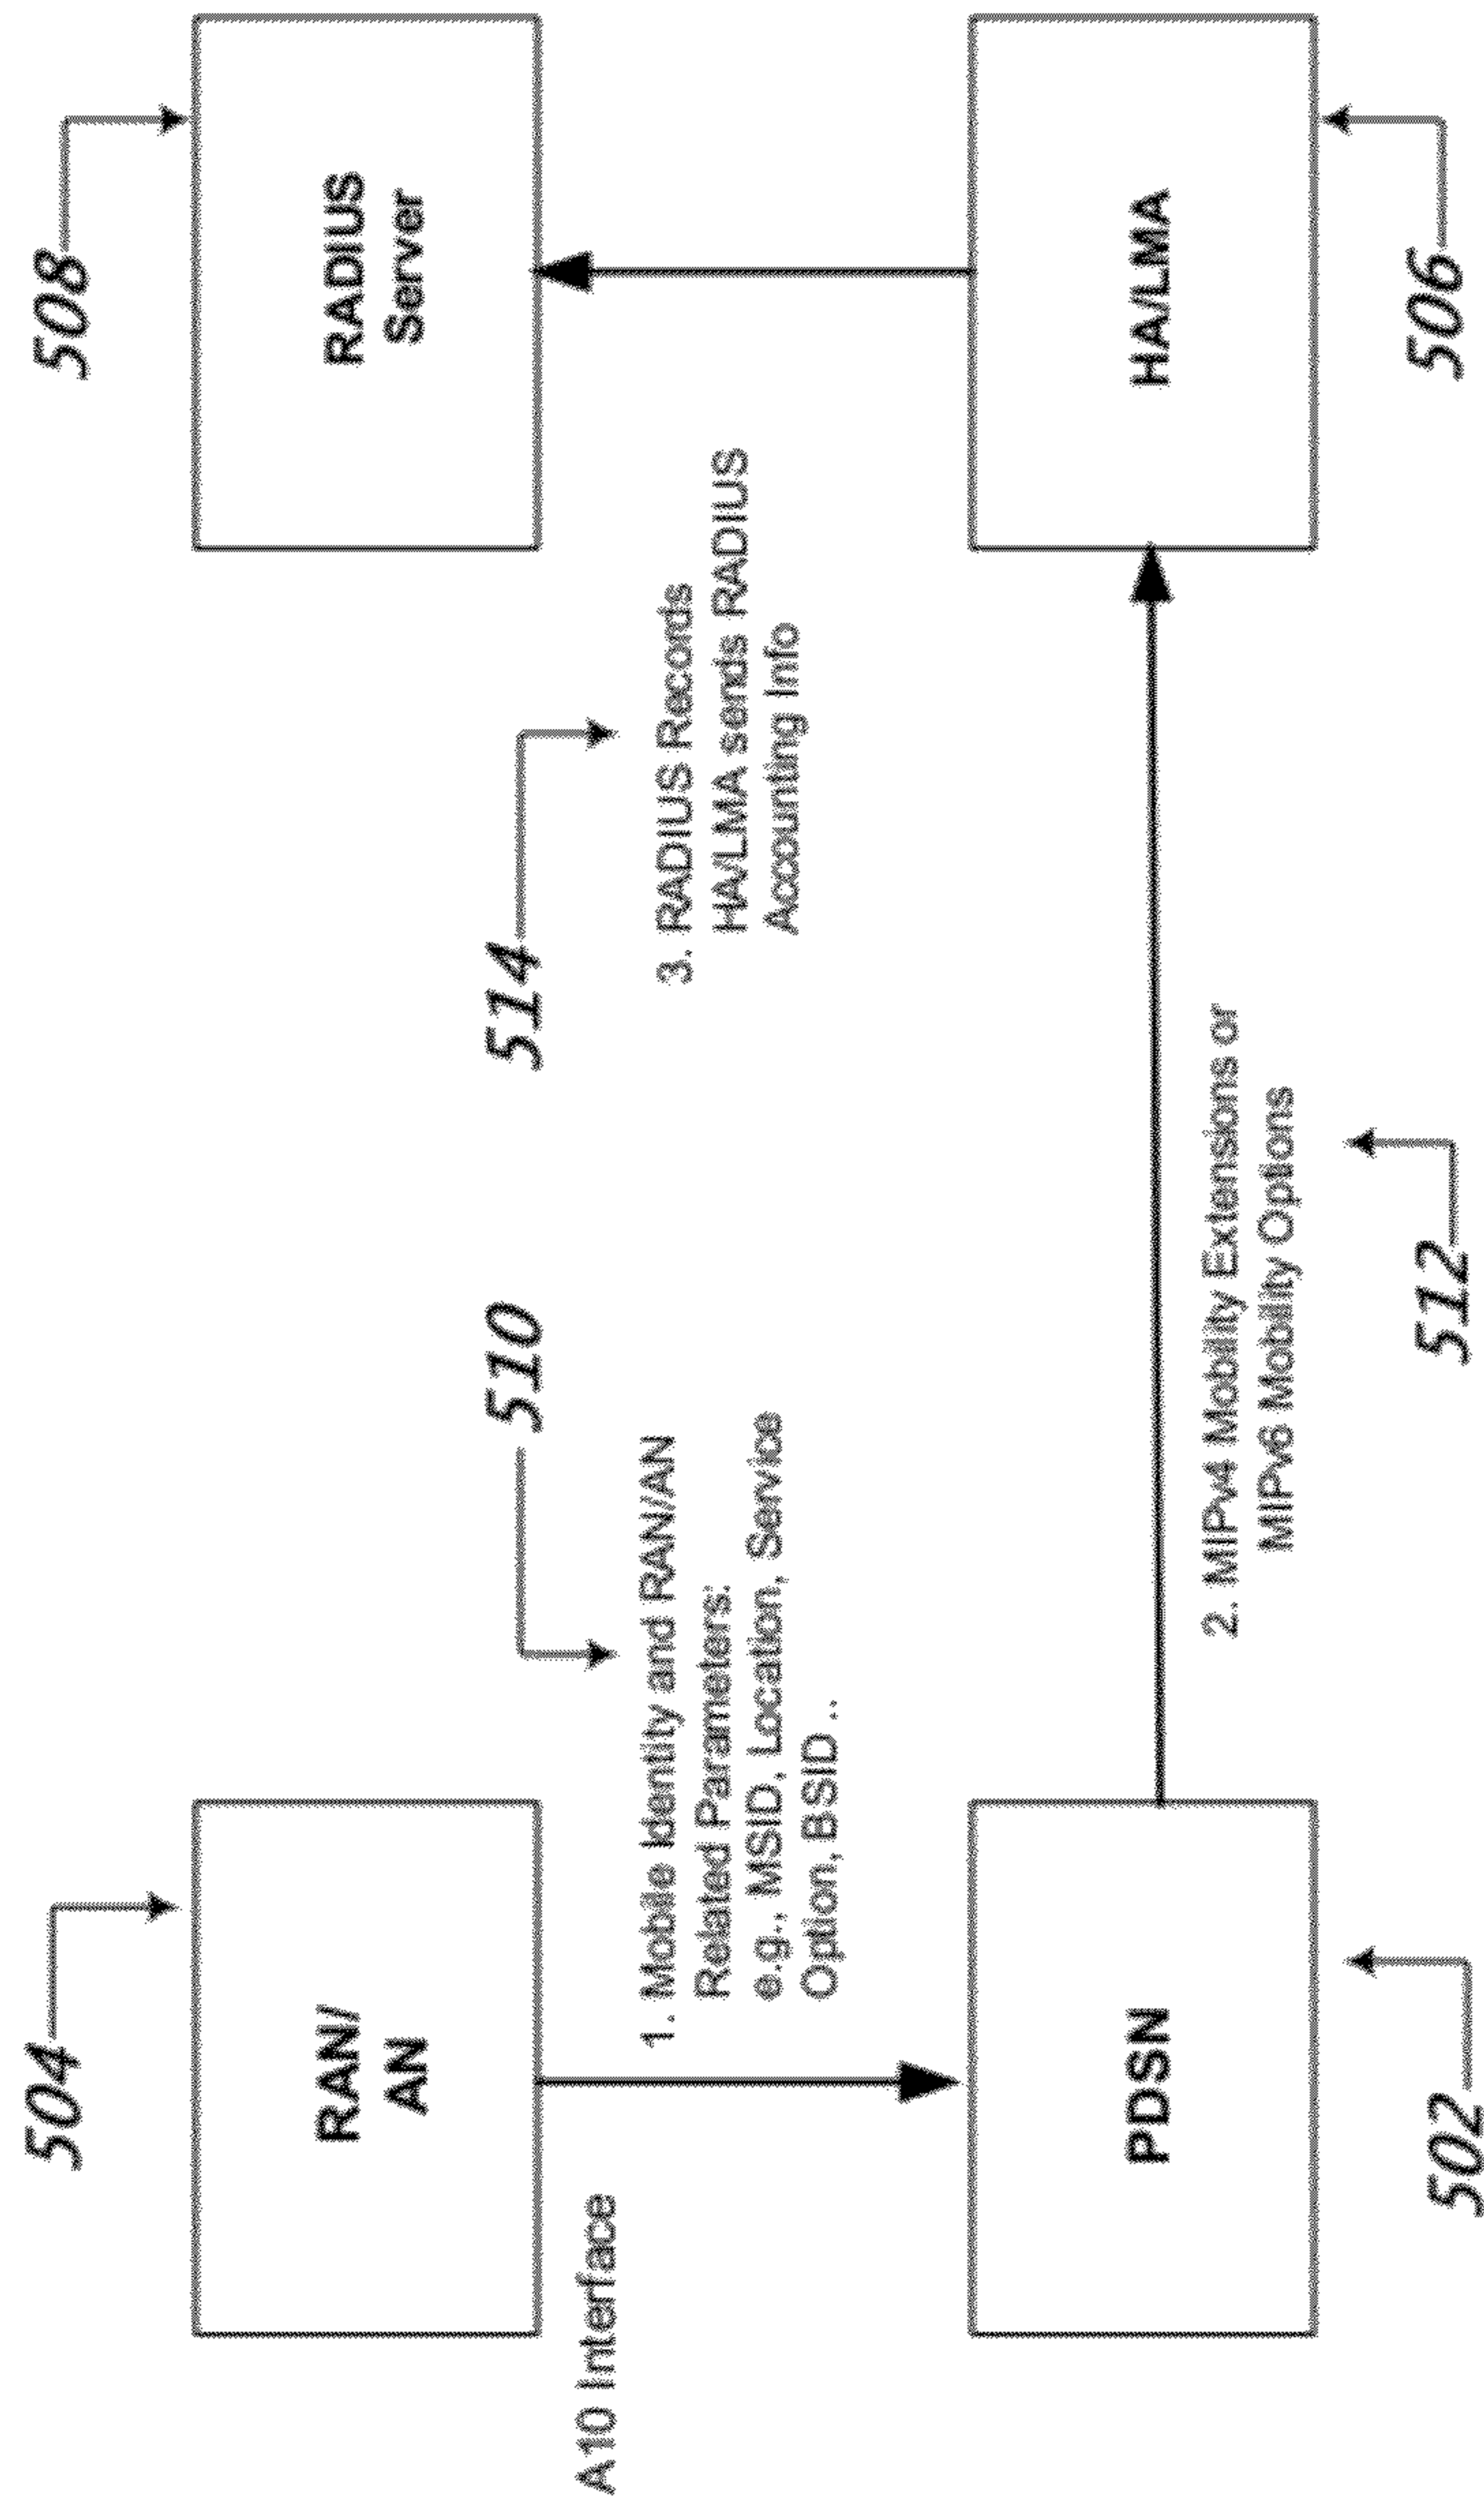 504
RAN/
AN
A10 Interface
510
1. Mobile Identity and RAN/AN
Related Parameters:
e.g., MSID, Location, Service
Option, BSID ..
514
3. RADIUS Records
HA/LMA sends RADIUS
Accounting Info
508
RADIUS
Server
PDSN
502
2. MIPv4 Mobility Extensions or
MIPv6 Mobility Options
512
HA/LMA
506